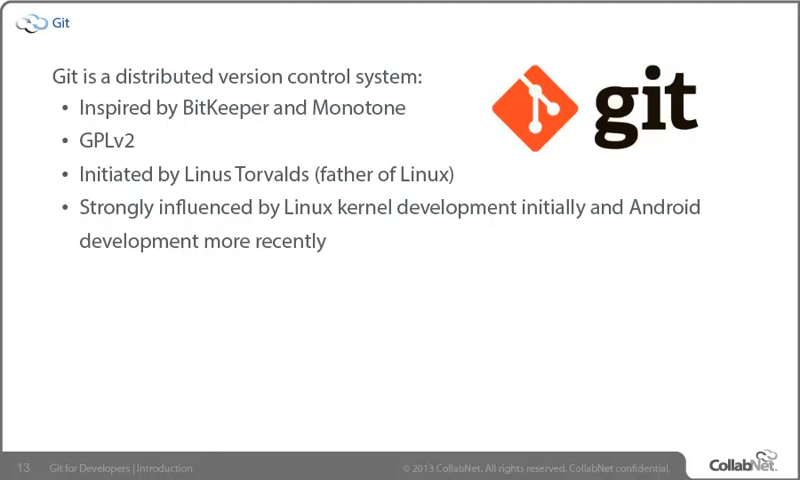 Git
Git is a distributed version control system:
• Inspired by BitKeeper and Monotone
• GPLv2
• Initiated by Linus Torvalds (father of Linux)
• Strongly influenced by Linux kernel development initially and Android
development more recently
git
13 Git for Developers | Introduction © 2013 CollabNet. All rights reserved. CollabNet confidential.
CollabNet